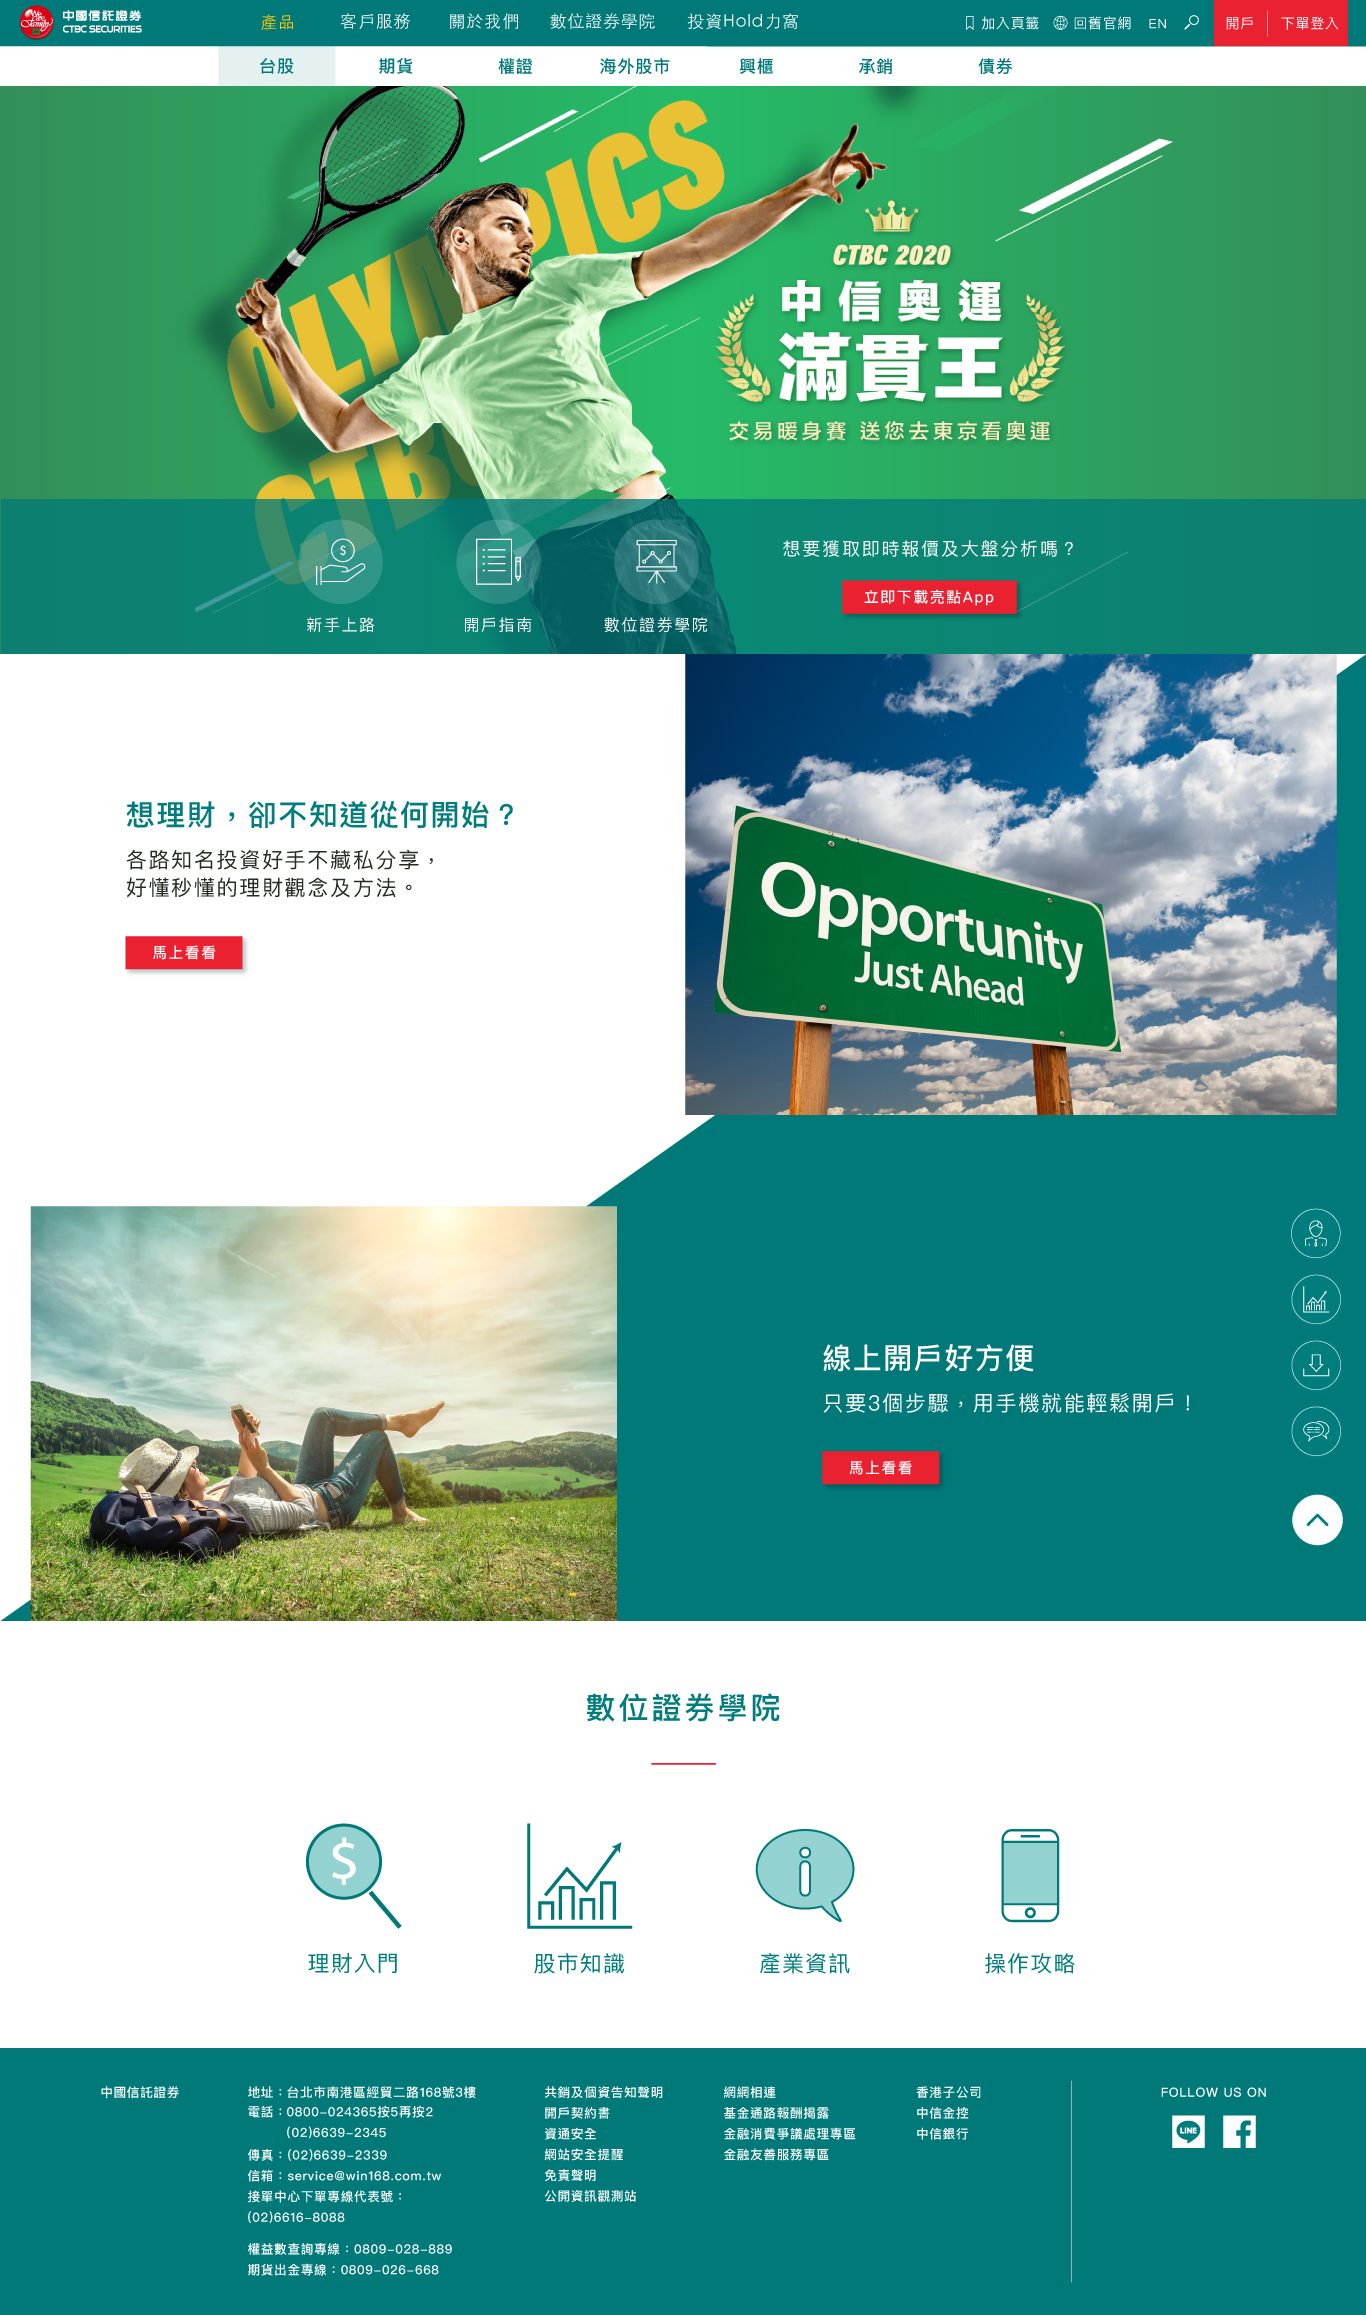 中國信託證券
CTBC SECURITIES
產品 客戶服務 關於我們 數位證券學院 投資Hold力窩 加入頁籤 回舊官網 EN 開戶 下單登入
台股 期貨 權證 海外股市 興櫃 承銷 債券
OLYMPICS
CTBC
CTBC 2020
中信奧運
滿貫王
交易暖身賽 送您去東京看奧運
想要獲取即時報價及大盤分析嗎？
立即下載亮點App
新手上路 開戶指南 數位證券學院
想理財，卻不知道從何開始？
各路知名投資好手不藏私分享，
好懂秒懂的理財觀念及方法。
馬上看看
Opportunity
Just Ahead
線上開戶好方便
只要3個步驟，用手機就能輕鬆開戶！
馬上看看
數位證券學院
理財入門 股市知識 產業資訊 操作攻略
中國信託證券
地址：台北市南港區經貿二路168號3樓
電話：0800-024365按5再按2
(02)6639-2345
傳真：(02)6639-2339
信箱：service@win168.com.tw
接單中心下單專線代表號：
(02)6616-8088
權益數查詢專線：0809-028-889
期貨出金專線：0809-026-668
共銷及個資告知聲明
開戶契約書
資通安全
網站安全提醒
免責聲明
公開資訊觀測站
網網相連
基金通路報酬揭露
金融消費爭議處理專區
金融友善服務專區
香港子公司
中信金控
中信銀行
FOLLOW US ON
LINE